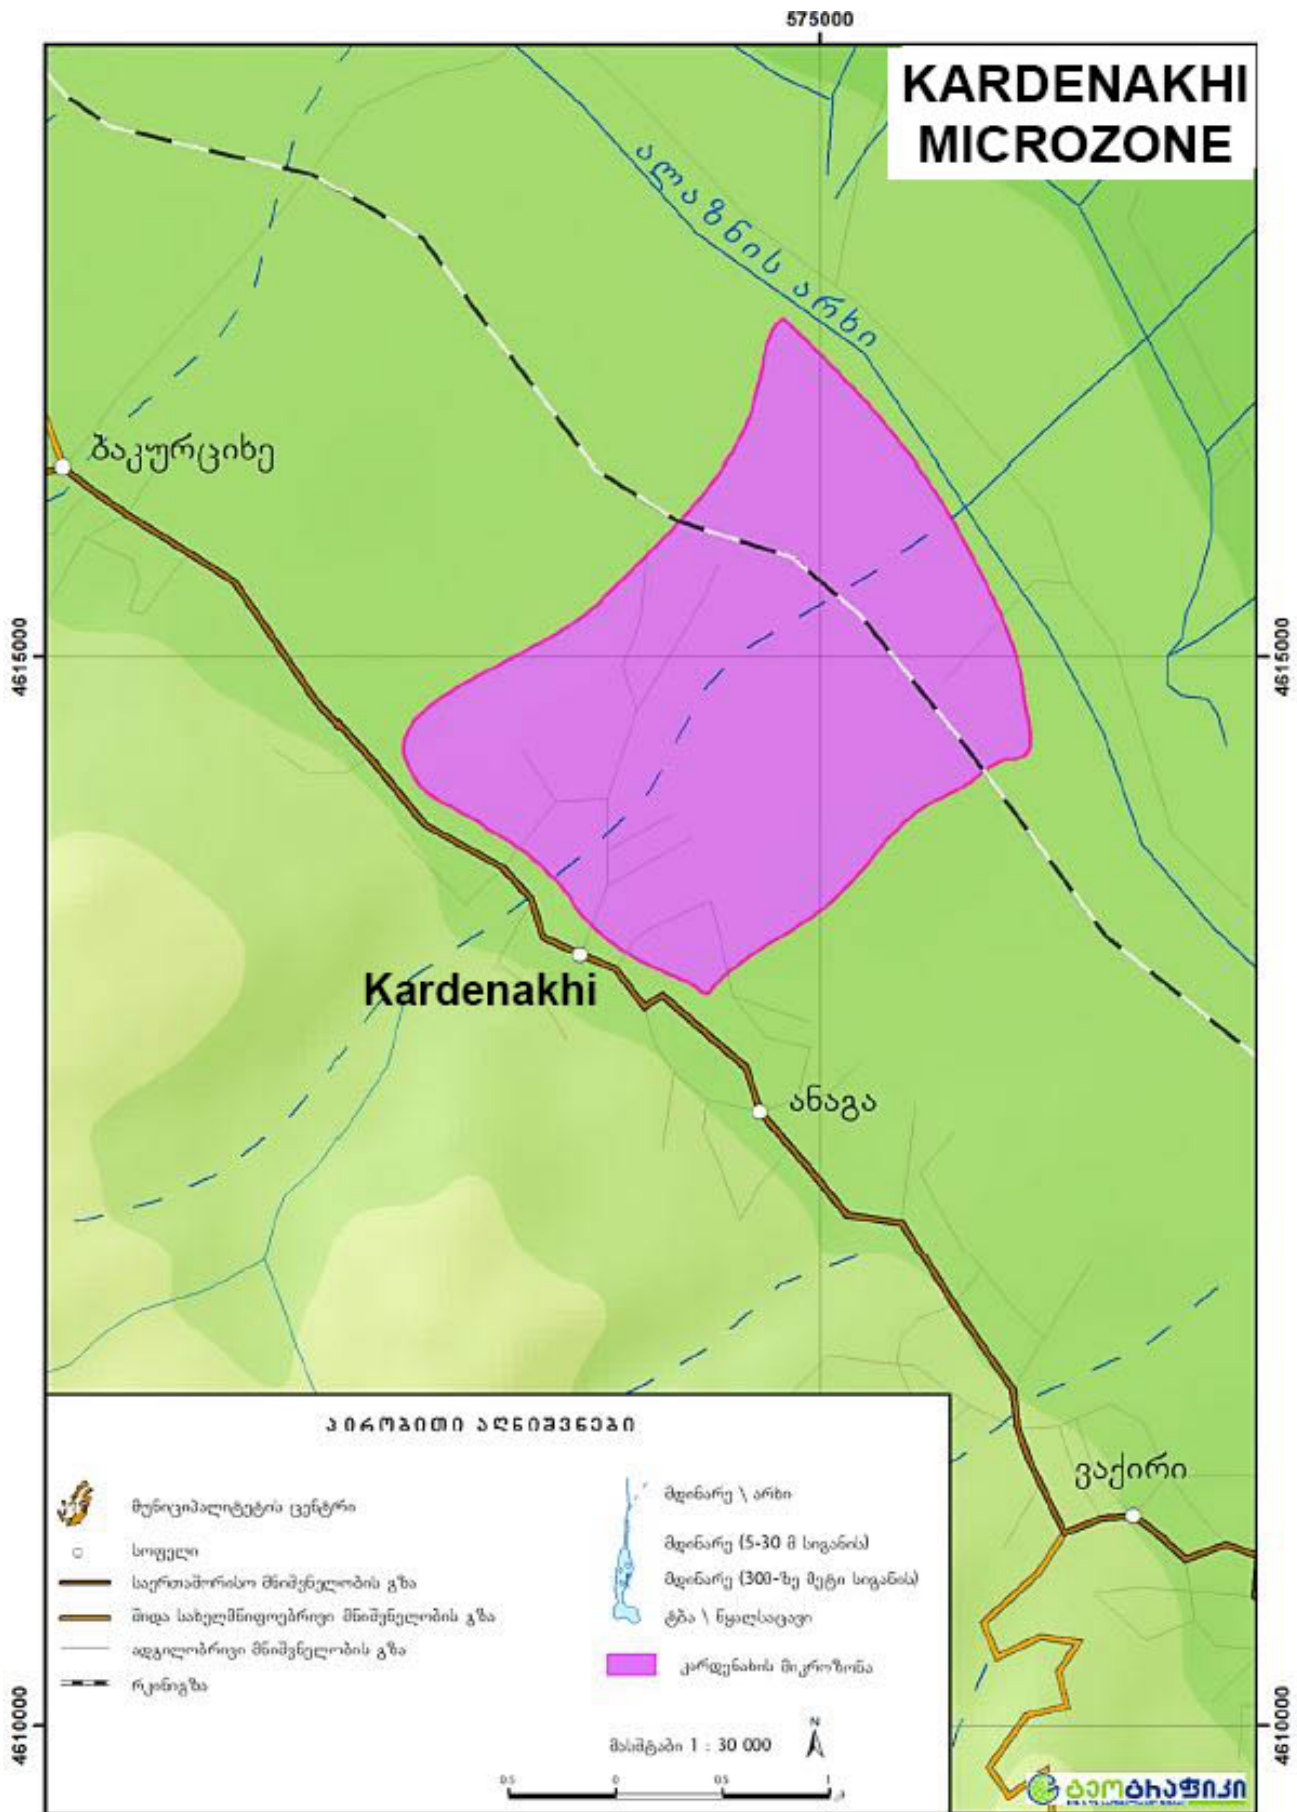 575000
KARDENAKHI
MICROZONE
ალაზნის არხი
ბაკურციხე
4615000
4615000
Kardenakhi
ანაგა
ვაქირი
4610000
4610000
პირობითი აღნიშვნები
მუნიციპალიტეტის ცენტრი
სოფელი
საერთაშორისო მნიშვნელობის გზა
შიდა სახელმწიფოებრივი მნიშვნელობის გზა
ადგილობრივი მნიშვნელობის გზა
რკინიგზა
მდინარე \ არხი
მდინარე (5-30 მ სიგანის)
მდინარე (30მ-ზე მეტი სიგანის)
ტბა \ წყალსაცავი
კარდენახის მიკროზონა
N
მასშტაბი 1 : 30 000
0.5 0 0.5 1
გეოგრაფიკი